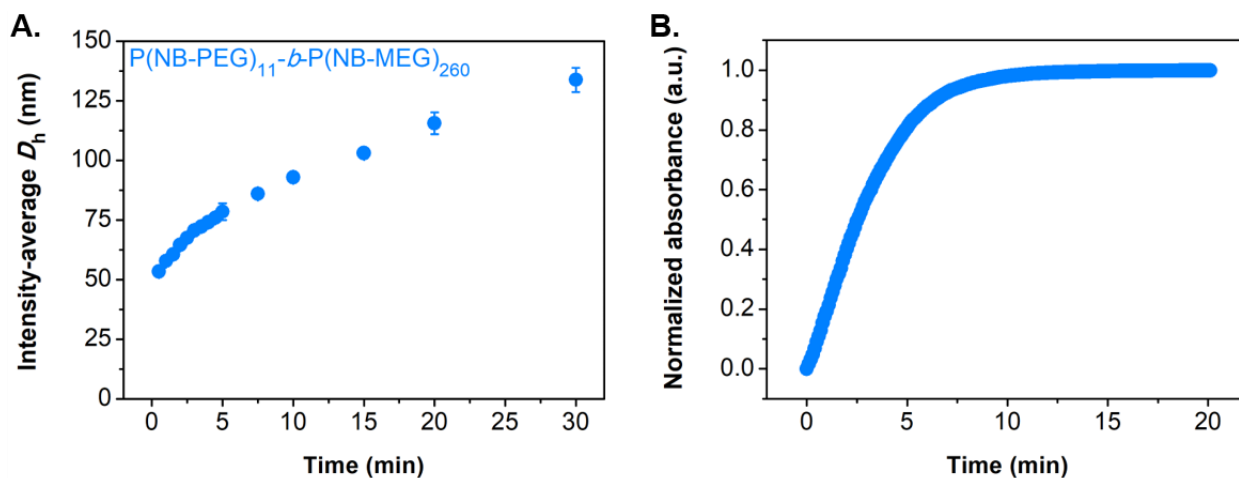 A.
P(NB-PEG)11-b-P(NB-MEG)260
Intensity-average Dh (nm)
150
125
100
75
50
25
0
0 5 10 15 20 25 30
Time (min)
B.
Normalized absorbance (a.u.)
1.0
0.8
0.6
0.4
0.2
0.0
0 5 10 15 20
Time (min)